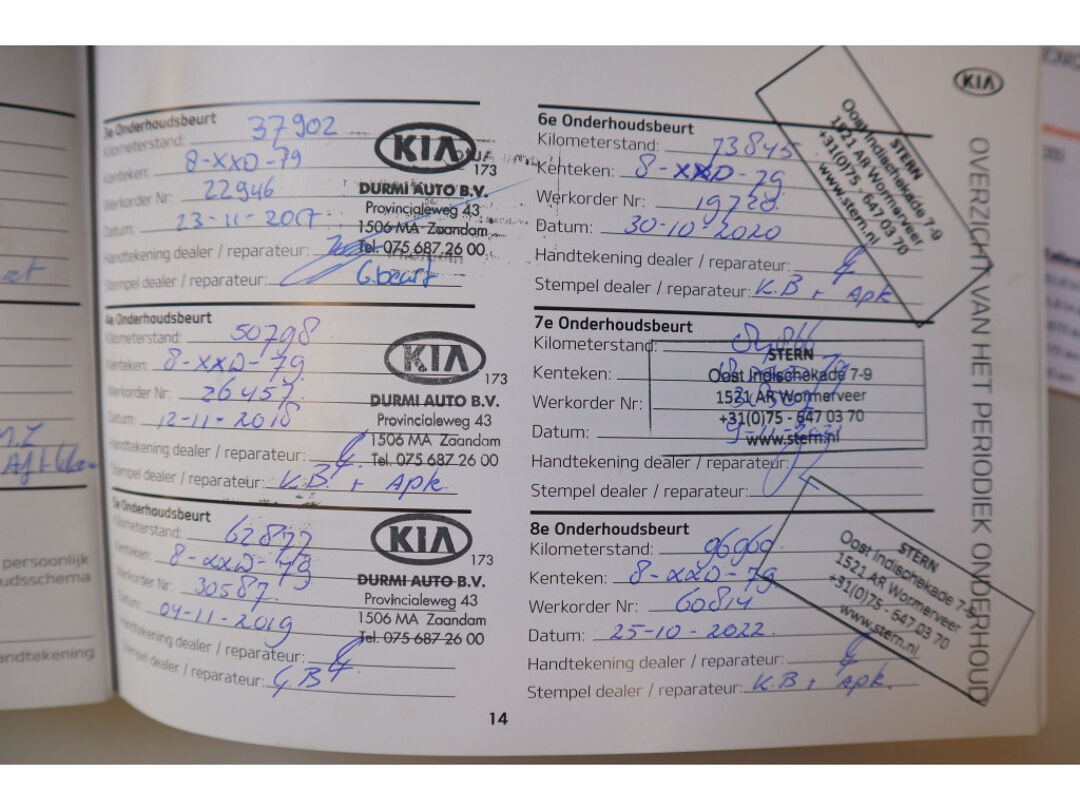 3e Onderhoudsbeurt
Kilometerstand: 37902
Kenteken: 8-XXD-79
Werkorder Nr: 22946
Datum: 23-11-2017
Handtekening dealer / reparateur:
Stempel dealer / reparateur: G.beurt
KIA
173
DURMI AUTO B.V.
Provincialeweg 43
1506 MA Zaandam
Tel. 075 687 26 00
4e Onderhoudsbeurt
Kilometerstand: 50798
Kenteken: 8-XXD-79
Werkorder Nr: 26457
Datum: 12-11-2018
Handtekening dealer / reparateur:
Stempel dealer / reparateur: K.B + Apk.
KIA
173
DURMI AUTO B.V.
Provincialeweg 43
1506 MA Zaandam
Tel. 075 687 26 00
5e Onderhoudsbeurt
Kilometerstand: 62877
Kenteken: 8-XXD-79
Werkorder Nr: 30587
Datum: 04-11-2019
Handtekening dealer / reparateur:
Stempel dealer / reparateur: G.B
KIA
173
DURMI AUTO B.V.
Provincialeweg 43
1506 MA Zaandam
Tel. 075 687 26 00
6e Onderhoudsbeurt
Kilometerstand: 73845
Kenteken: 8-XXD-79
Werkorder Nr: 19728
Datum: 30-10-2020
Handtekening dealer / reparateur:
Stempel dealer / reparateur: K.B + Apk
STERN
Oost Indischekade 7-9
1521 AR Wormerveer
+31(0)75 - 647 03 70
www.stern.nl
7e Onderhoudsbeurt
Kilometerstand:
Kenteken:
Werkorder Nr:
Datum:
Handtekening dealer / reparateur:
Stempel dealer / reparateur:
STERN
Oost Indischekade 7-9
1521 AR Wormerveer
+31(0)75 - 647 03 70
www.stern.nl
8e Onderhoudsbeurt
Kilometerstand: 96969
Kenteken: 8-XXD-79
Werkorder Nr: 60814
Datum: 25-10-2022
Handtekening dealer / reparateur:
Stempel dealer / reparateur: K.B + Apk.
STERN
Oost Indischekade 7-9
1521 AR Wormerveer
+31(0)75 - 647 03 70
www.stern.nl
KIA
OVERZICHT VAN HET PERIODIEK ONDERHOUD
14
persoonlijk
udsschema
andtekening